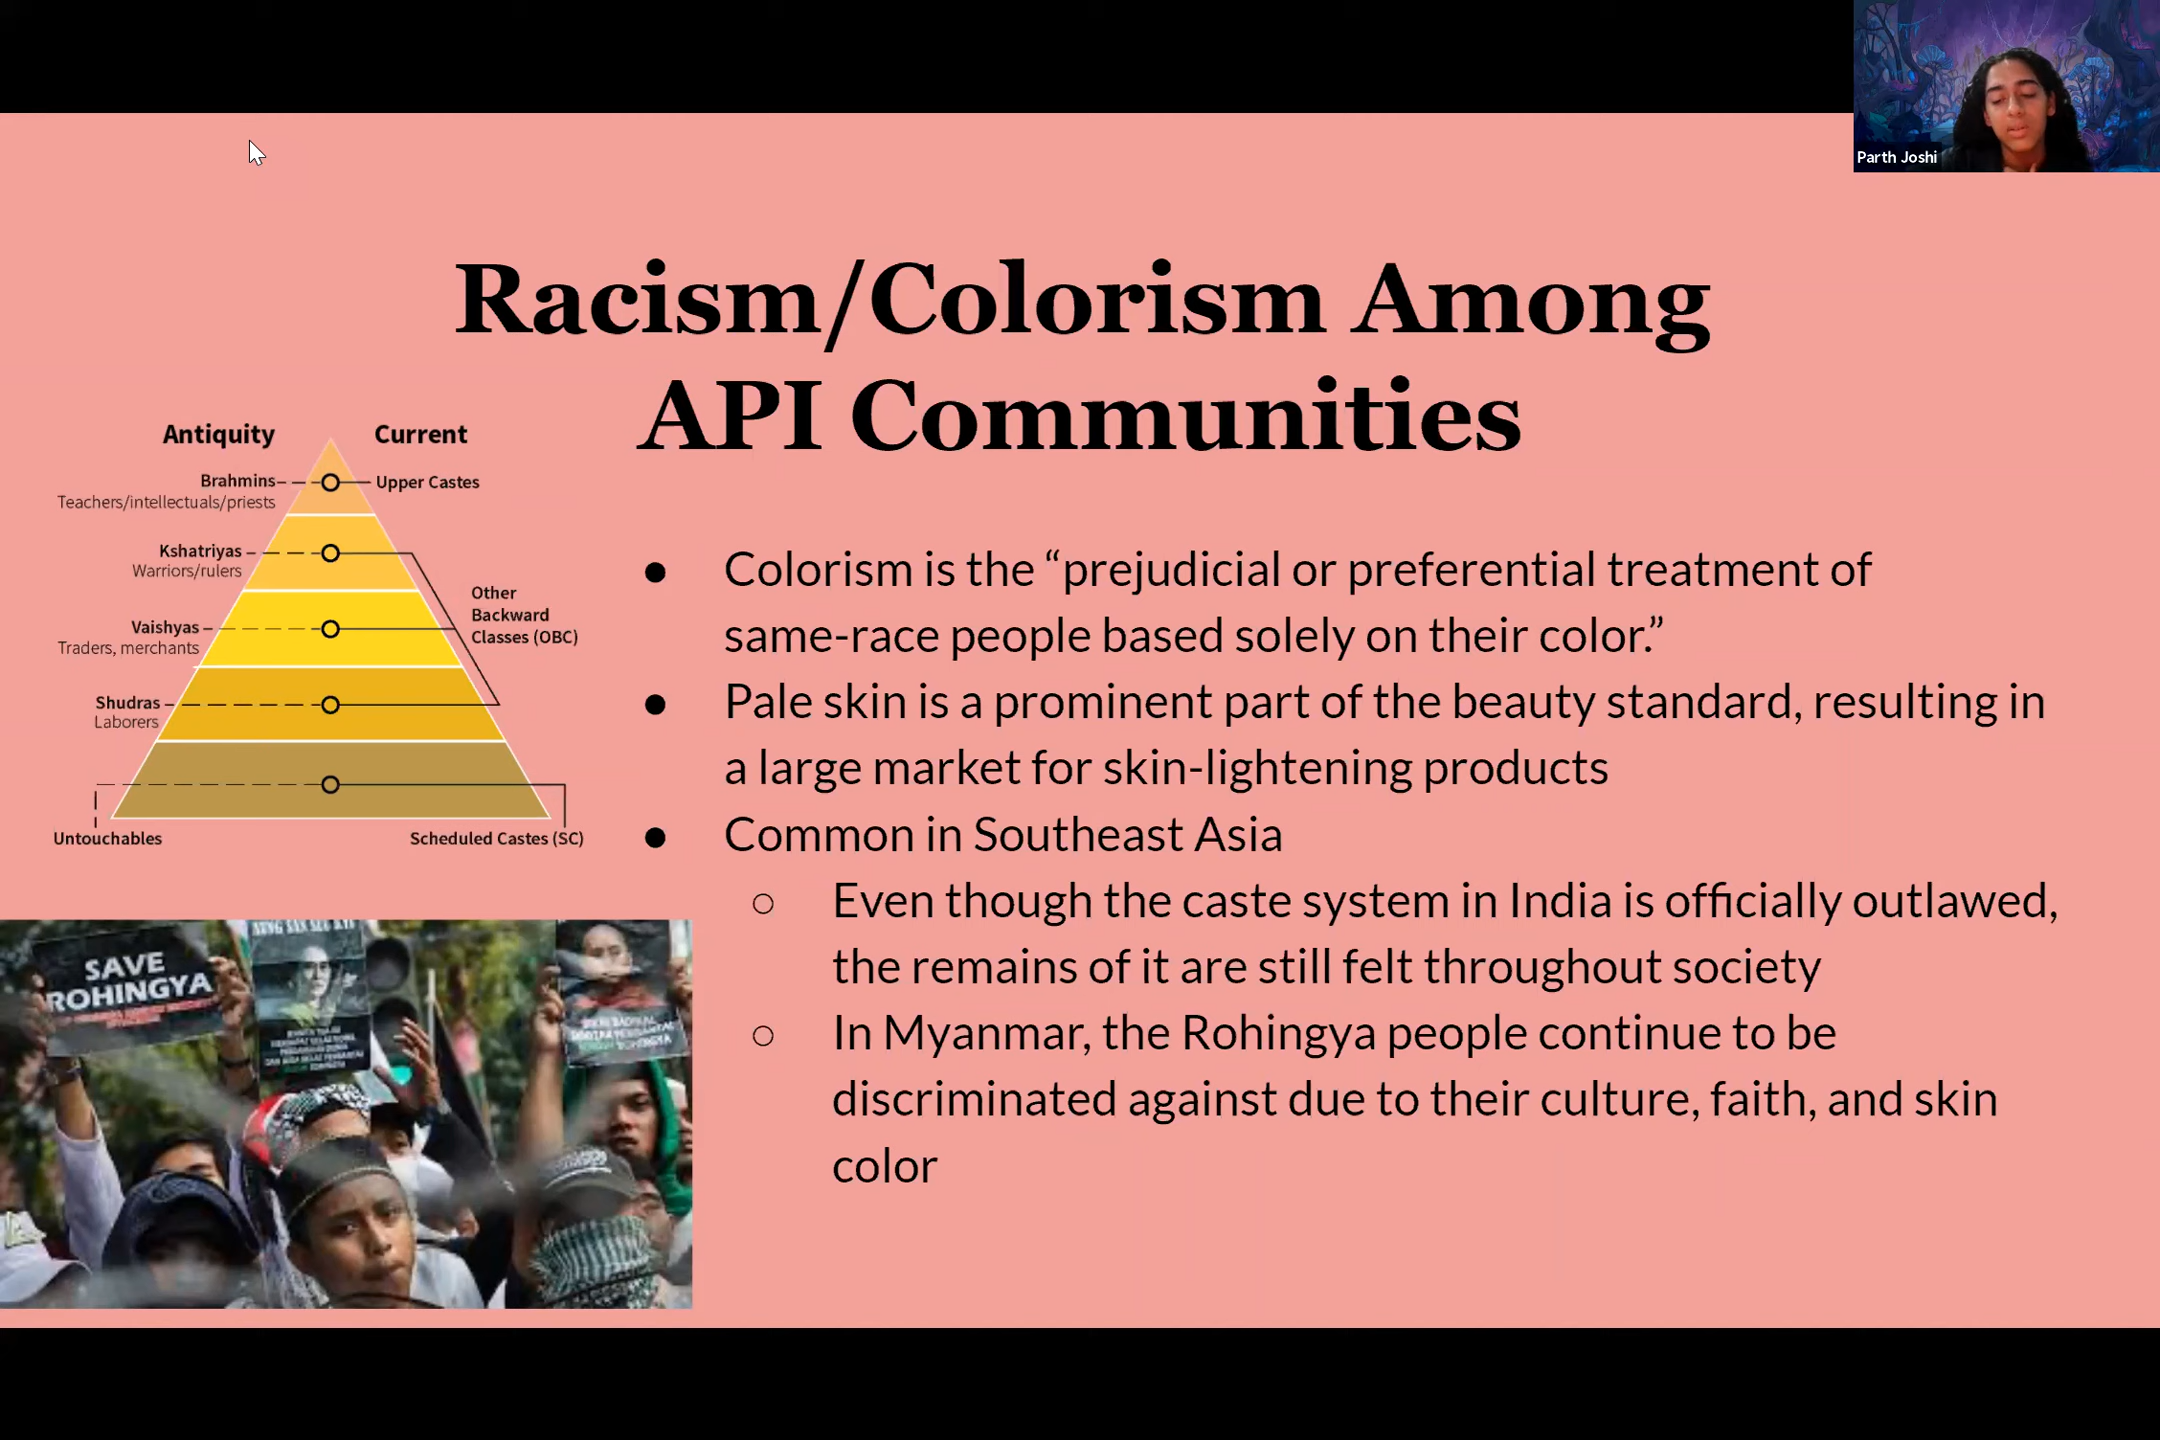 Parth Joshi
Racism/Colorism Among
API Communities
Antiquity
Current
Brahmins
Teachers/intellectuals/priests
Upper Castes
Kshatriyas
Warriors/rulers
Vaishyas
Traders, merchants
Other
Backward
Classes (OBC)
Shudras
Laborers
Untouchables
Scheduled Castes (SC)
● Colorism is the “prejudicial or preferential treatment of
same-race people based solely on their color.”
● Pale skin is a prominent part of the beauty standard, resulting in
a large market for skin-lightening products
● Common in Southeast Asia
○ Even though the caste system in India is officially outlawed,
the remains of it are still felt throughout society
○ In Myanmar, the Rohingya people continue to be
discriminated against due to their culture, faith, and skin
color
SAVE
ROHINGYA